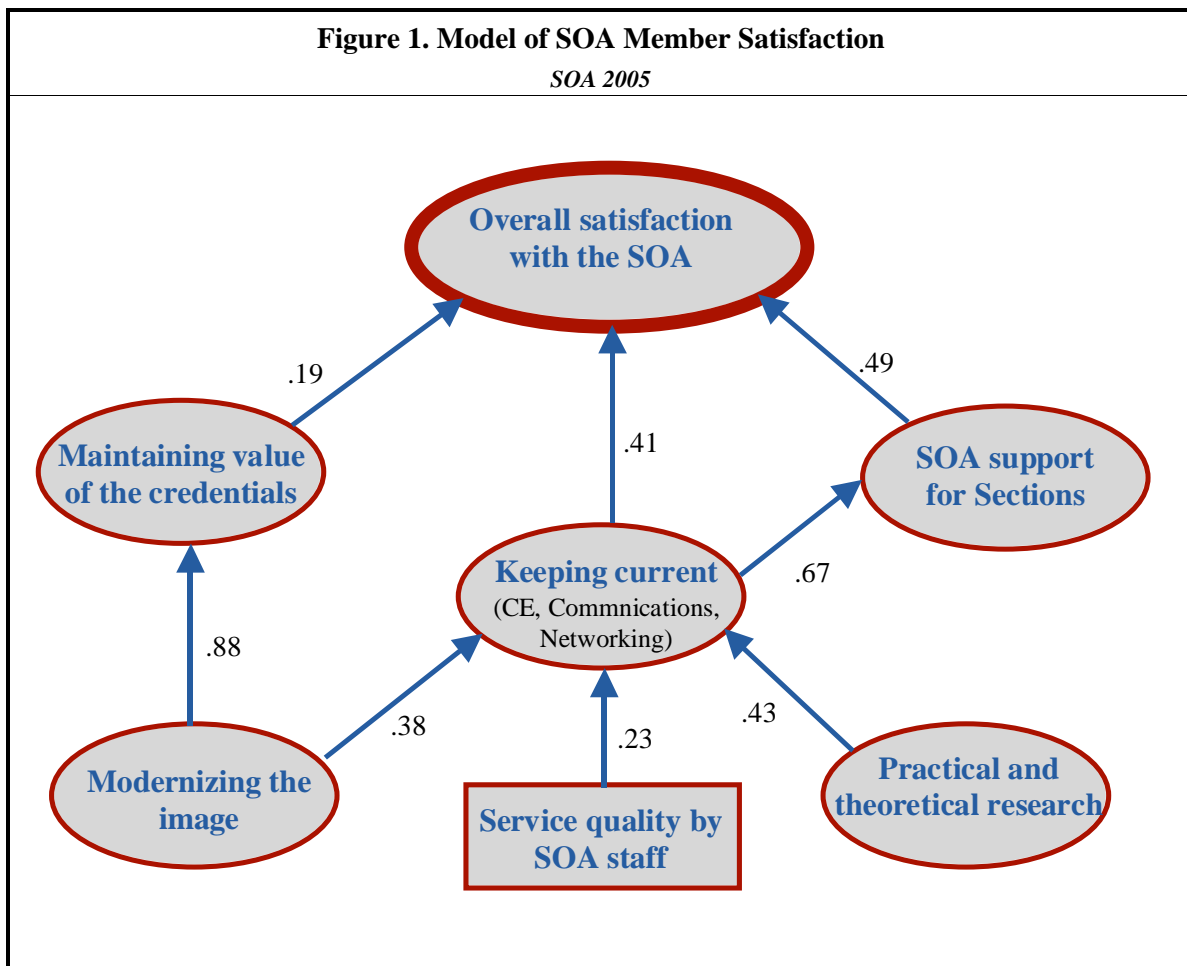 Figure 1. Model of SOA Member Satisfaction
SOA 2005
Overall satisfaction
with the SOA
.19
.41
.49
Maintaining value
of the credentials
SOA support
for Sections
Keeping current
(CE, Commnications,
Networking)
.67
.88
.38
.23
.43
Modernizing the
image
Service quality by
SOA staff
Practical and
theoretical research